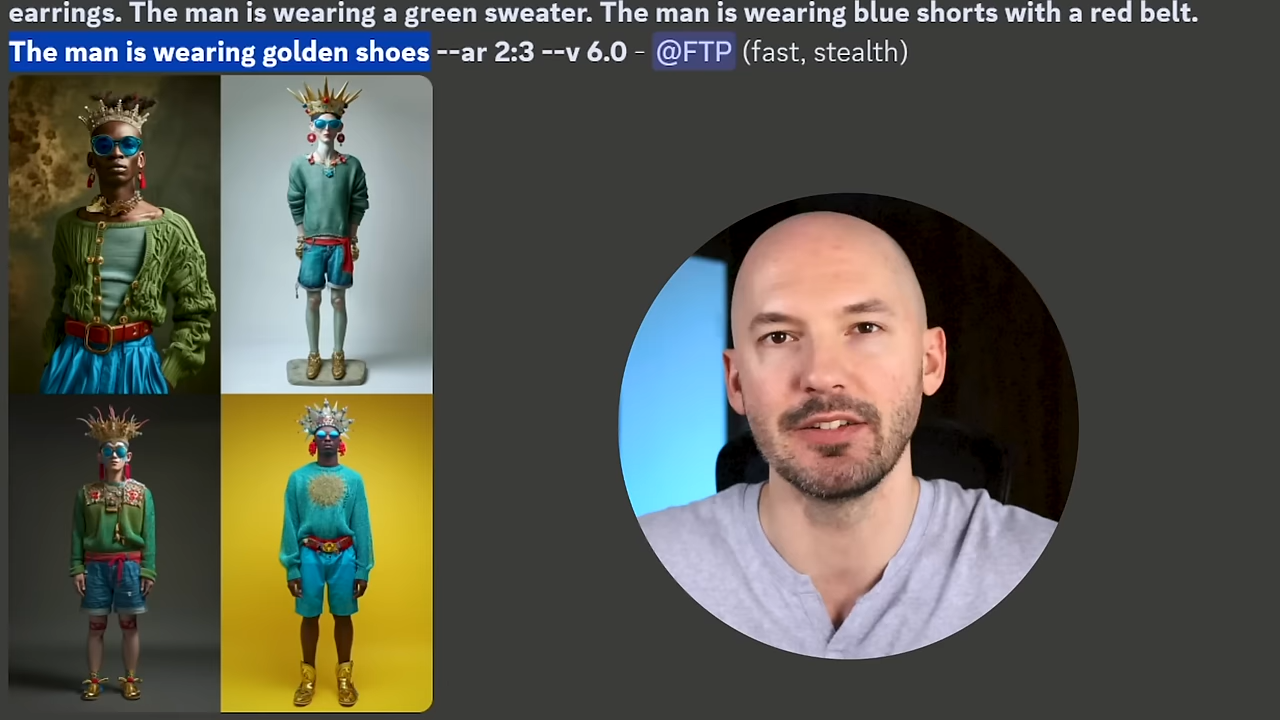 earrings. The man is wearing a green sweater. The man is wearing blue shorts with a red belt.
The man is wearing golden shoes --ar 2:3 --v 6.0 - @FTP (fast, stealth)